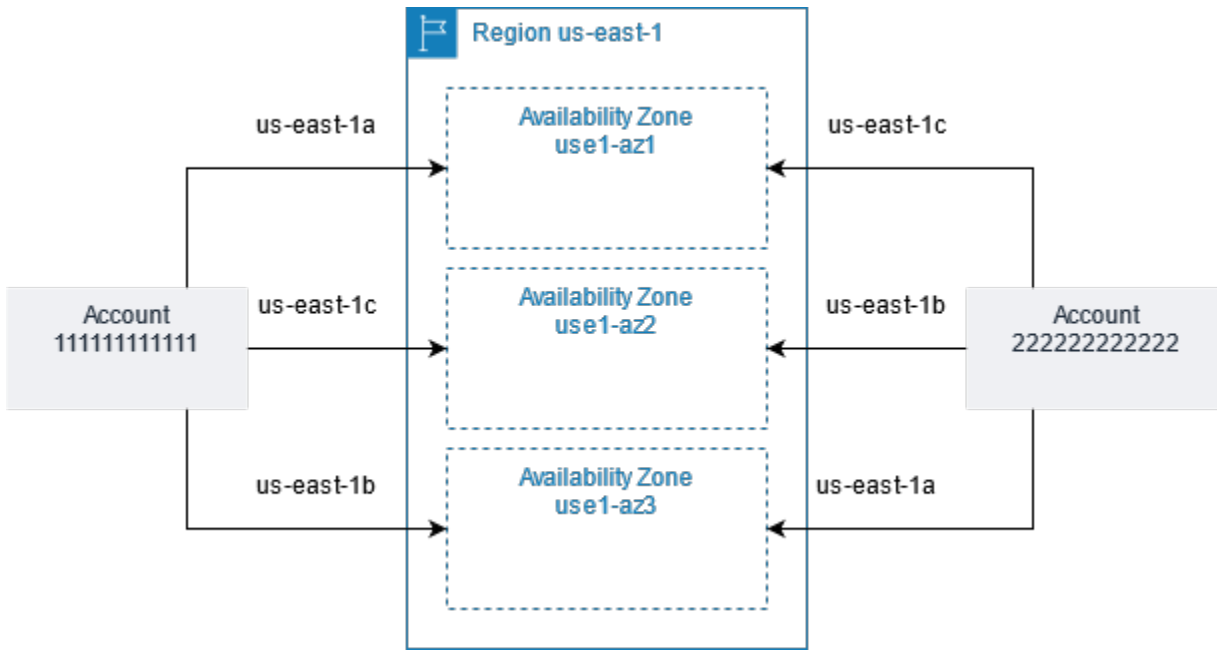 Region us-east-1
us-east-1a
Availability Zone
use1-az1
us-east-1c
Account
111111111111
us-east-1c
Availability Zone
use1-az2
us-east-1b
Account
222222222222
us-east-1b
Availability Zone
use1-az3
us-east-1a